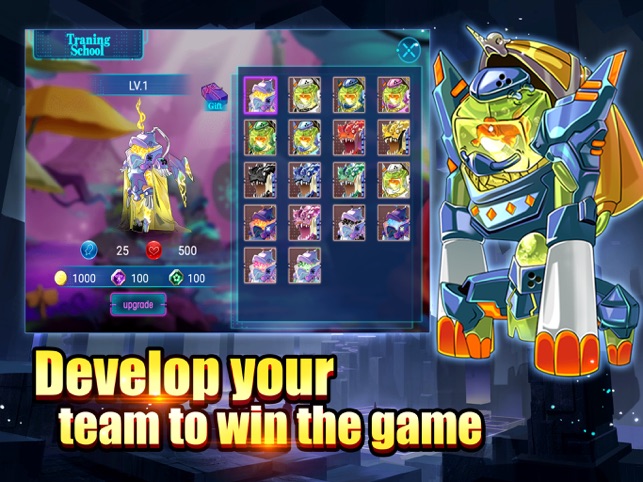 Traning
School
LV.1
Gift
25
500
1000
100
100
upgrade
Develop your
team to win the game